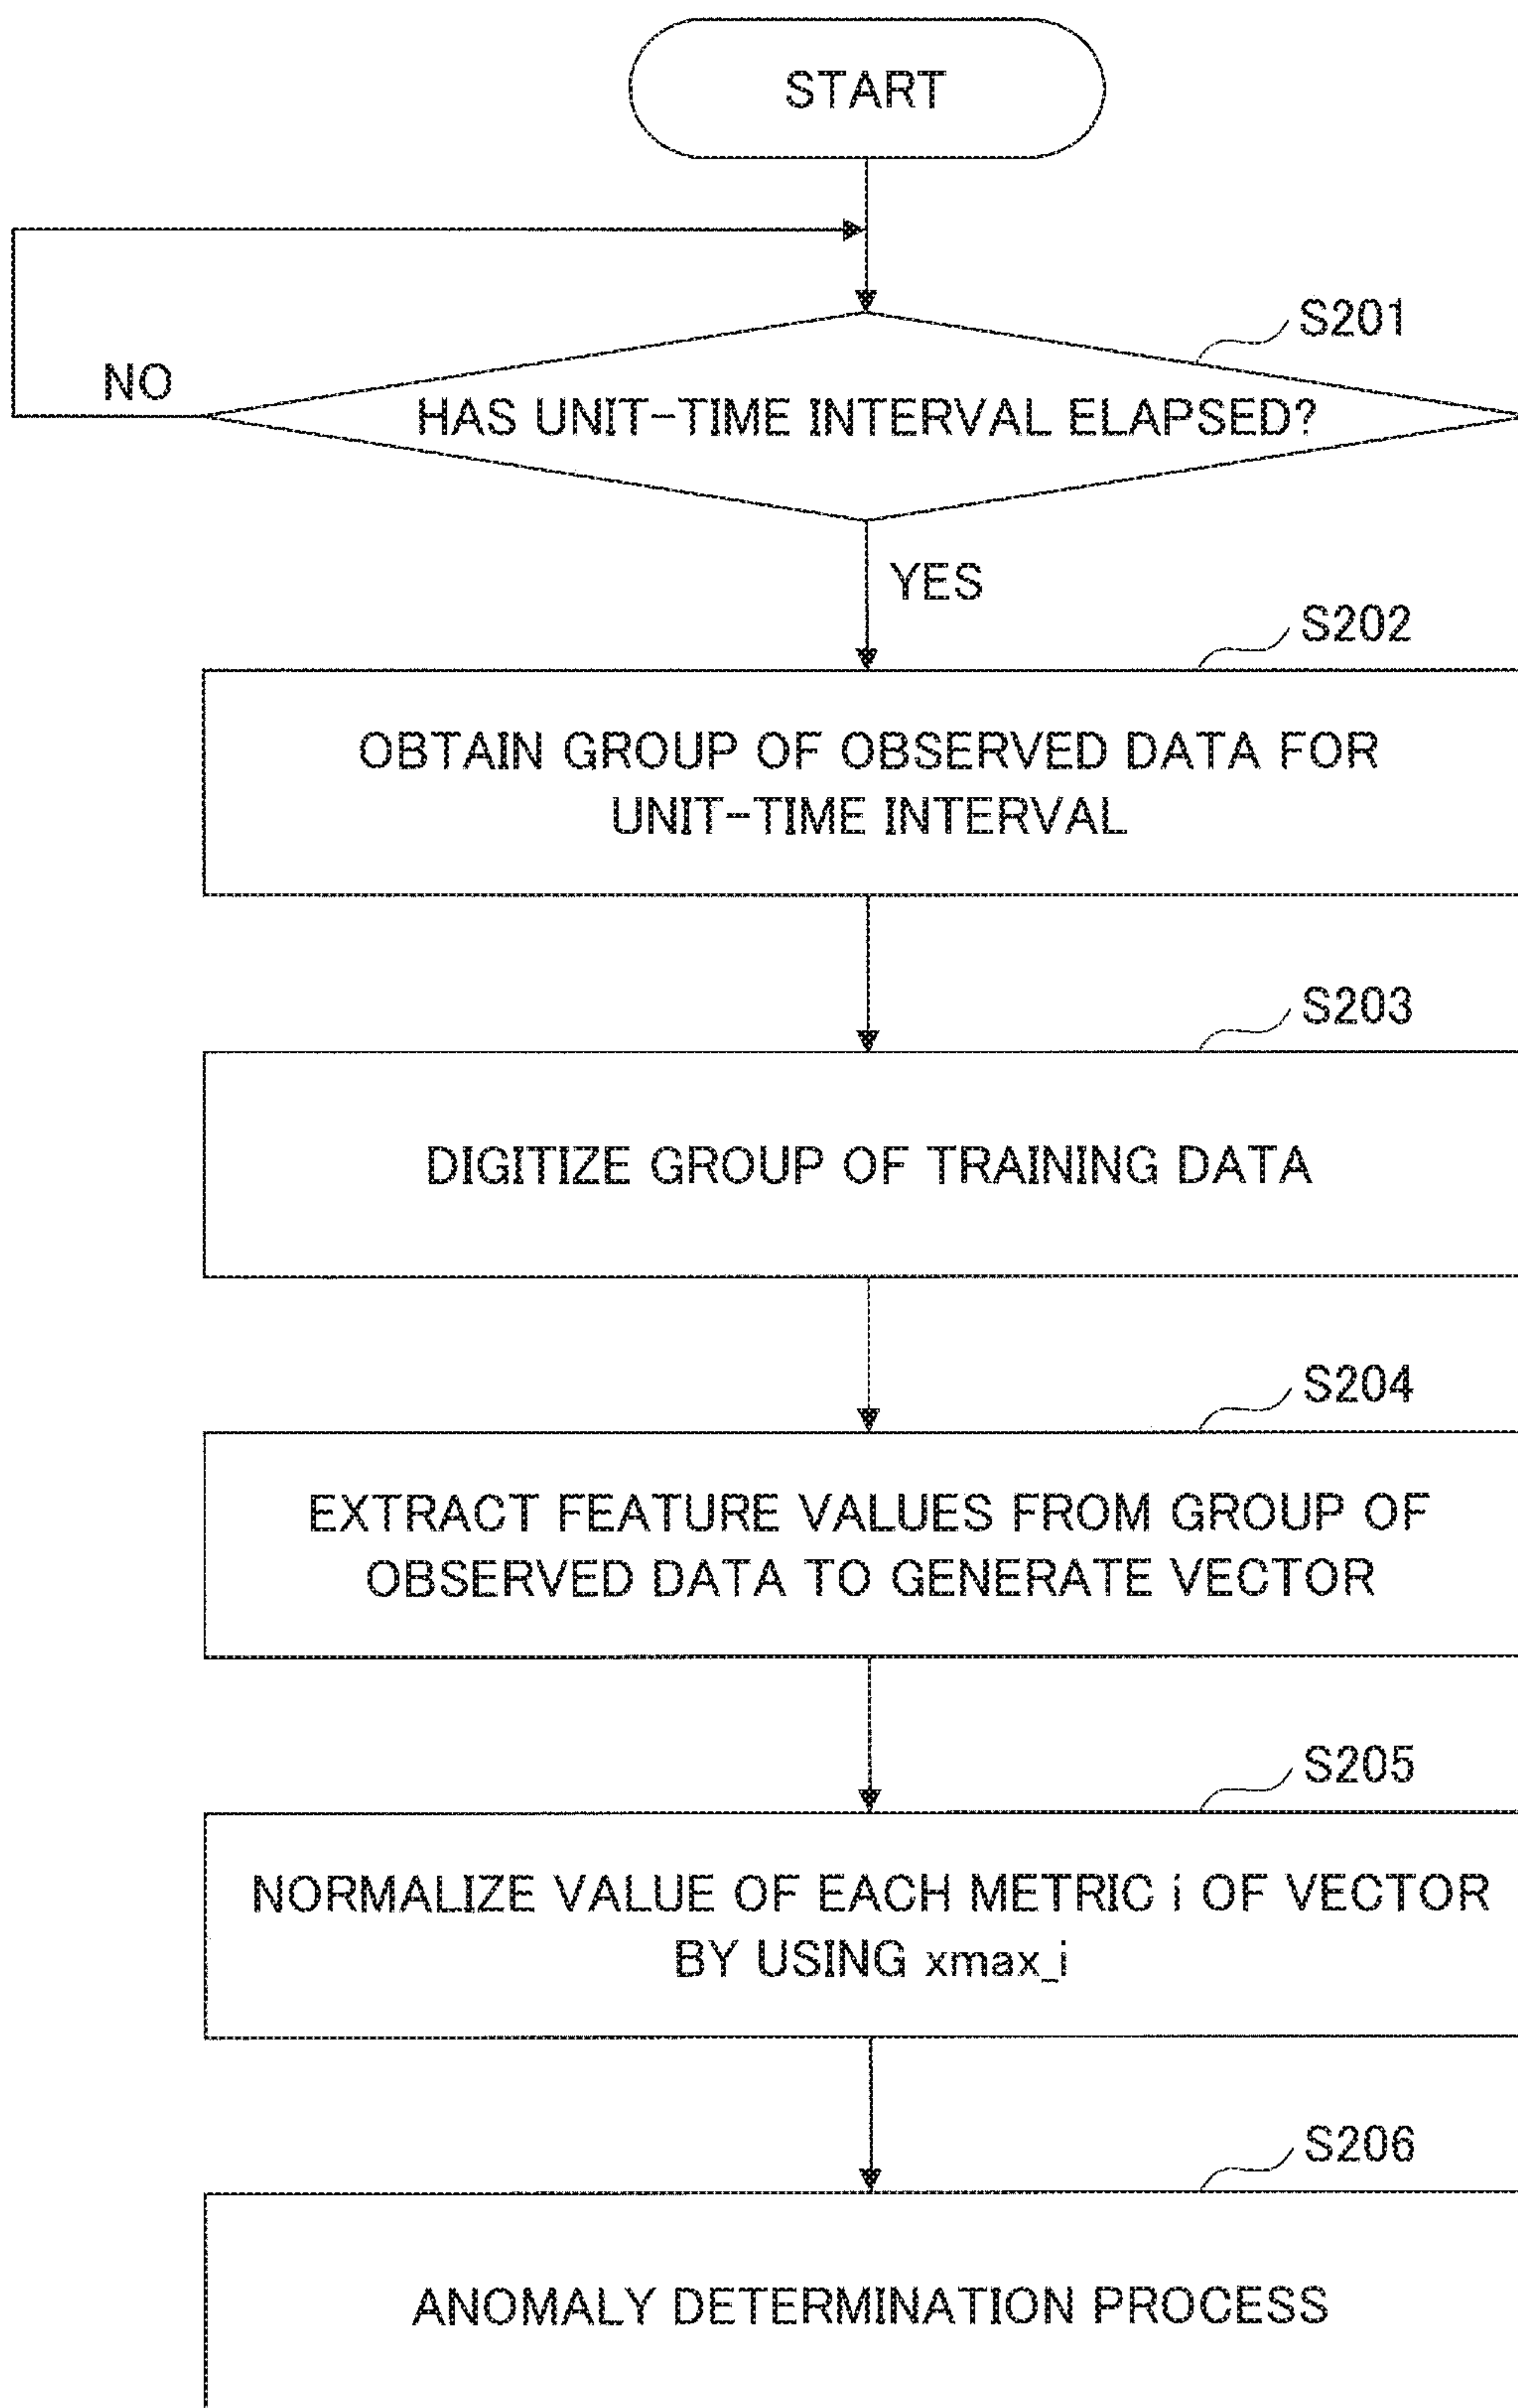 START
S201
NO
HAS UNIT-TIME INTERVAL ELAPSED?
YES
S202
OBTAIN GROUP OF OBSERVED DATA FOR
UNIT-TIME INTERVAL
S203
DIGITIZE GROUP OF TRAINING DATA
S204
EXTRACT FEATURE VALUES FROM GROUP OF
OBSERVED DATA TO GENERATE VECTOR
S205
NORMALIZE VALUE OF EACH METRIC i OF VECTOR
BY USING xmax_i
S206
ANOMALY DETERMINATION PROCESS